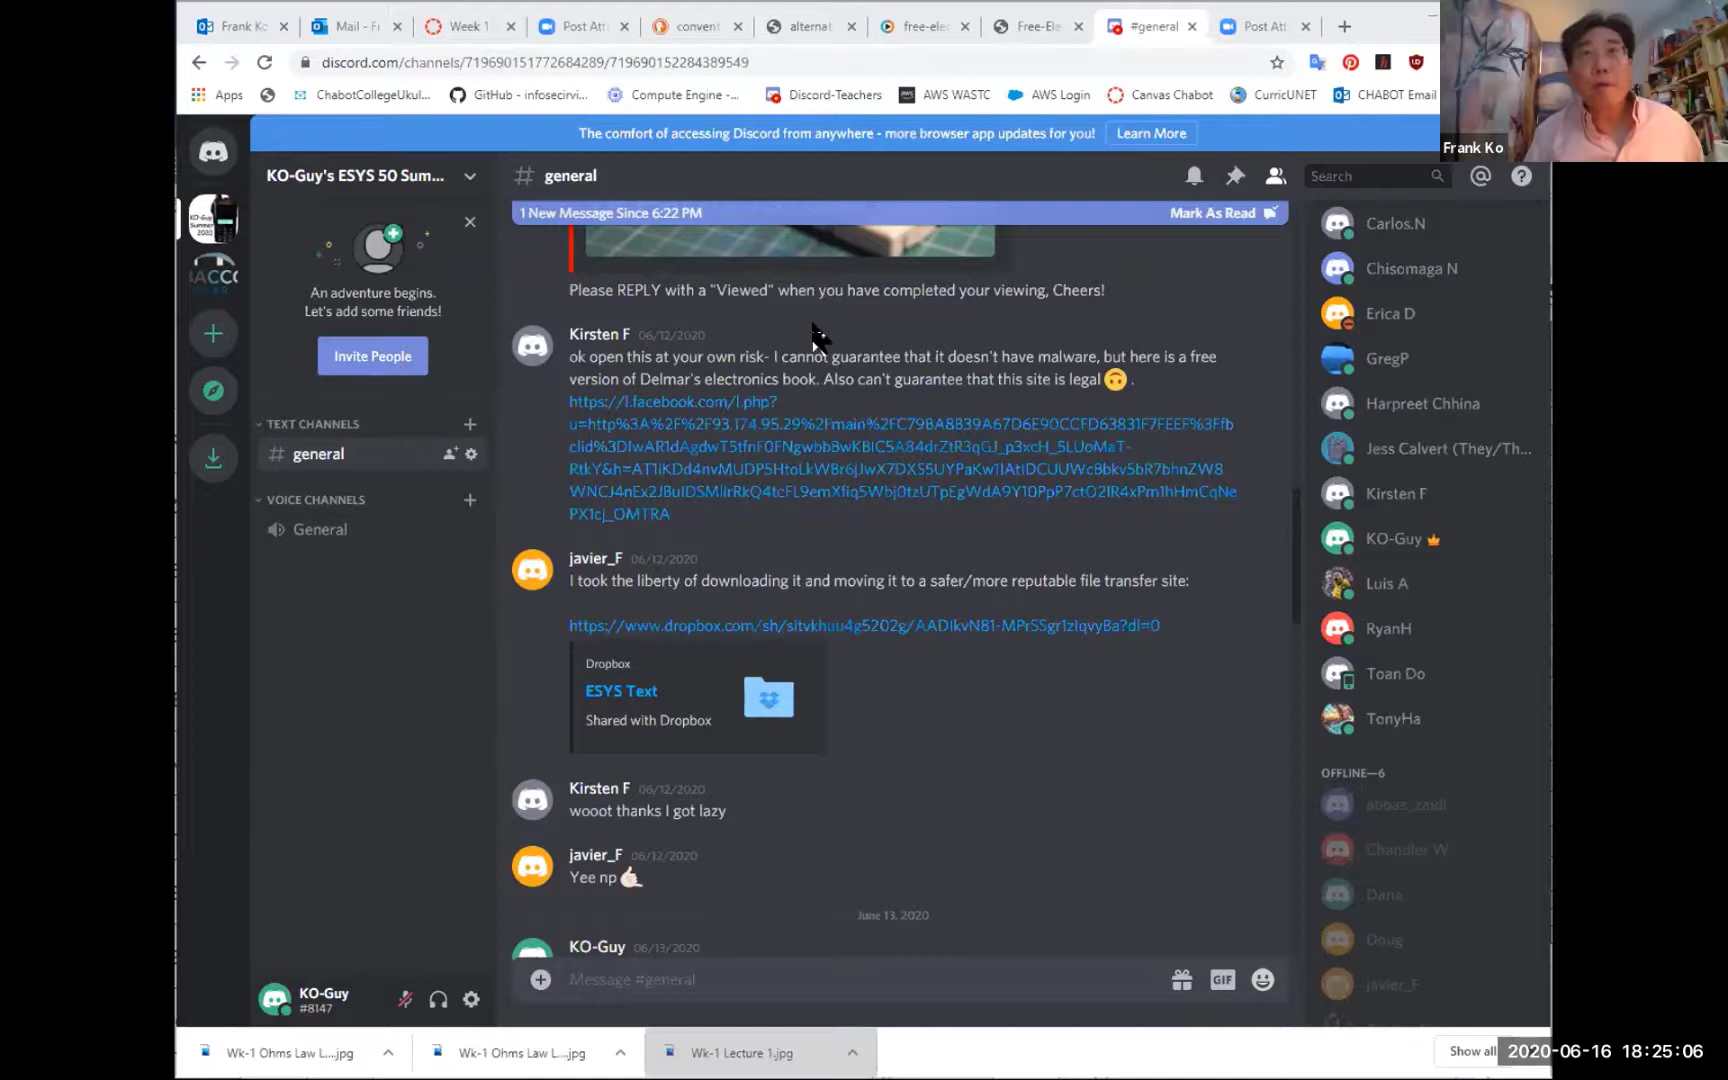 Frank Ko
Mail - Fr
Week 1
Post Atte
convent
alternat
free-elec
Free-Ele
#general
Post Atte
discord.com/channels/719690151772684289/719690152284389549
Apps
ChabotCollegeUkul...
GitHub - infosecirvi...
Compute Engine -...
Discord-Teachers
AWS WASTC
AWS Login
Canvas Chabot
CurricUNET
CHABOT Email
Frank Ko
The comfort of accessing Discord from anywhere - more browser app updates for you!
Learn More
KO-Guy's ESYS 50 Sum...
An adventure begins.
Let's add some friends!
Invite People
TEXT CHANNELS
# general
VOICE CHANNELS
General
KO-Guy
#8147
# general
Search
1 New Message Since 6:22 PM
Mark As Read
Please REPLY with a "Viewed" when you have completed your viewing, Cheers!
Kirsten F 06/12/2020
ok open this at your own risk- I cannot guarantee that it doesn't have malware, but here is a free
version of Delmar's electronics book. Also can't guarantee that this site is legal 🙃 .
https://l.facebook.com/l.php?
javier_F 06/12/2020
I took the liberty of downloading it and moving it to a safer/more reputable file transfer site:
Dropbox
ESYS Text
Shared with Dropbox
Kirsten F 06/12/2020
wooot thanks I got lazy
javier_F 06/12/2020
Yee np 🤙
June 13, 2020
KO-Guy 06/13/2020
Message #general
GIF
Carlos.N
Chisomaga N
Erica D
GregP
Harpreet Chhina
Jess Calvert (They/Th...
Kirsten F
KO-Guy
Luis A
RyanH
Toan Do
TonyHa
OFFLINE—6
abbas_zaidi
Chandler W
Dana
Doug
javier_F
Wk-1 Ohms Law L....jpg
Wk-1 Ohms Law L....jpg
Wk-1 Lecture 1.jpg
Show all
2020-06-16 18:25:06